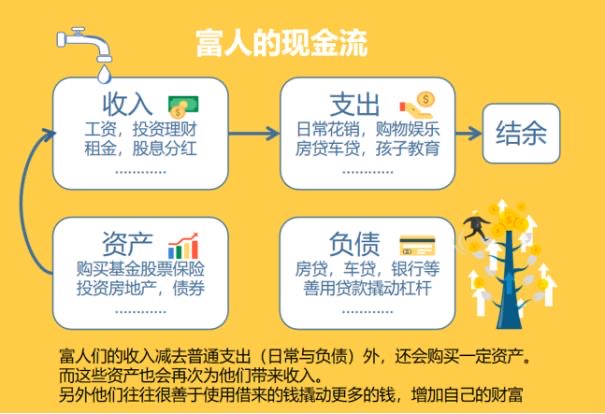 富人的现金流
收入
工资，投资理财
租金，股息分红
············
支出
日常花销，购物娱乐
房贷车贷，孩子教育
············
结余
资产
购买基金股票保险
投资房地产，债券
············
负债
房贷，车贷，银行等
善用贷款撬动杠杆
············
富人们的收入减去普通支出（日常与负债）外，还会购买一定资产。
而这些资产也会再次为他们带来收入。
另外他们往往很善于使用借来的钱撬动更多的钱，增加自己的财富